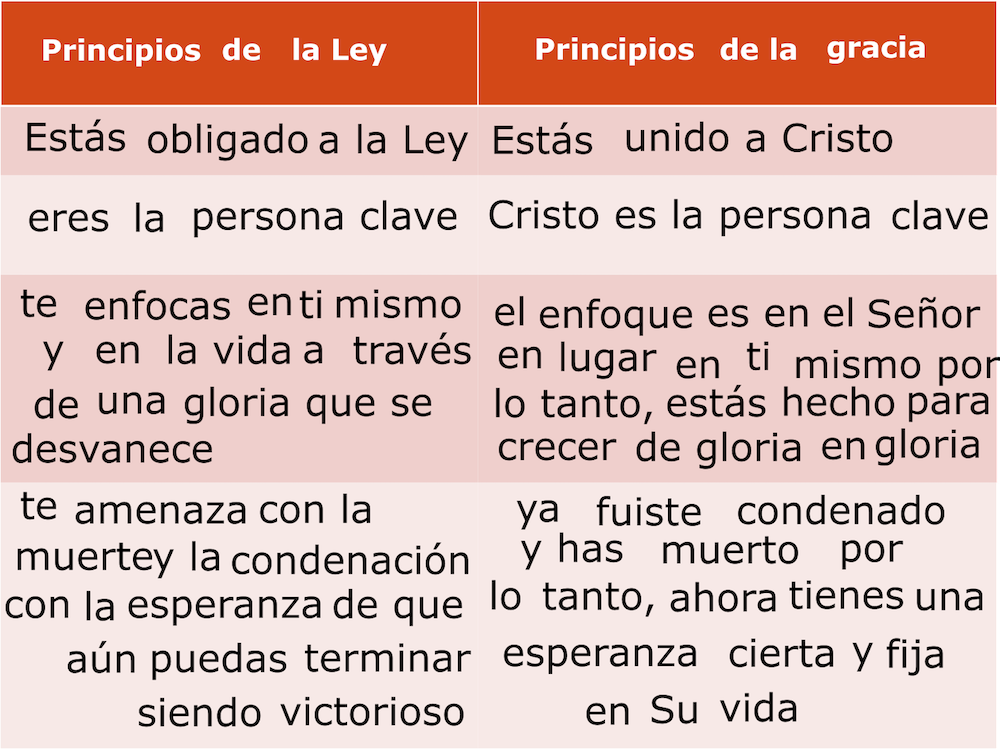 Principios de la Ley
Principios de la gracia
Estás obligado a la Ley
Estás unido a Cristo
eres la persona clave
Cristo es la persona clave
te enfocas en ti mismo
y en la vida a través
de una gloria que se
desvanece
el enfoque es en el Señor
en lugar en ti mismo por
lo tanto, estás hecho para
crecer de gloria en gloria
te amenaza con la
muertey la condenación
con la esperanza de que
aún puedas terminar
siendo victorioso
ya fuiste condenado
y has muerto por
lo tanto, ahora tienes una
esperanza cierta y fija
en Su vida